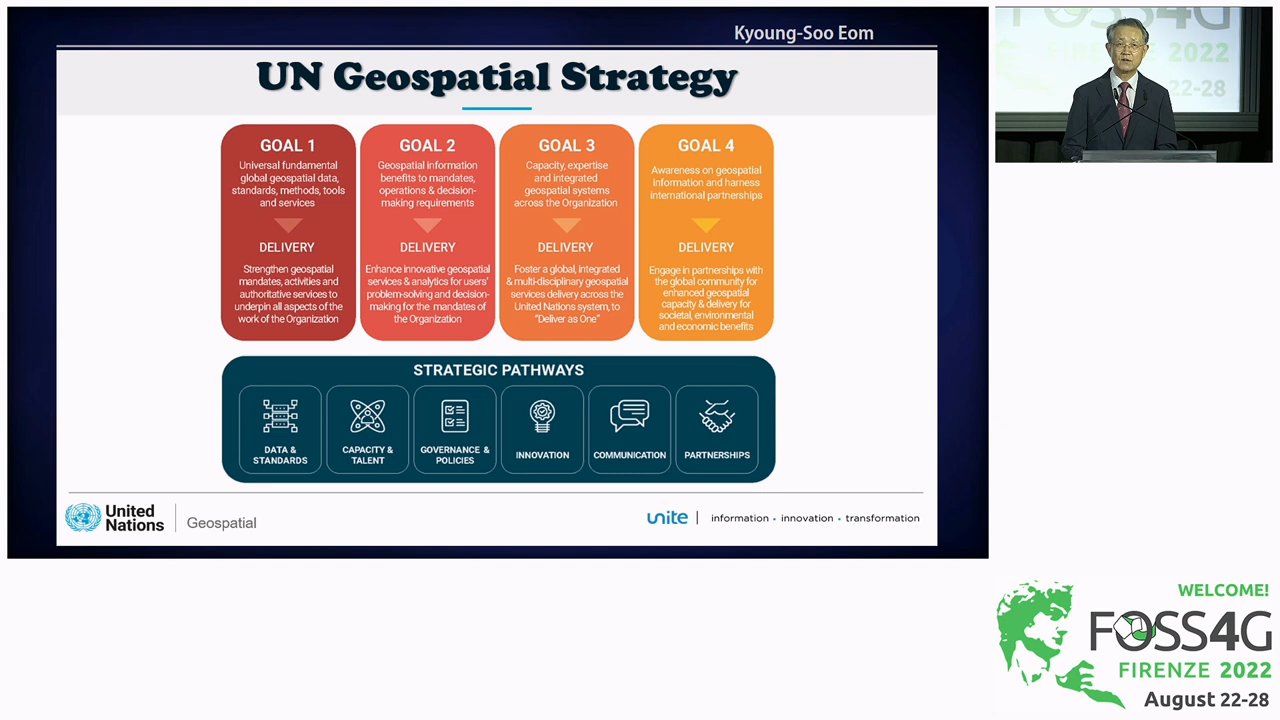 Kyoung-Soo Eom
UN Geospatial Strategy
GOAL 1
Universal fundamental
global geospatial data,
standards, methods, tools
and services
DELIVERY
Strengthen geospatial
mandates, activities and
authoritative services to
underpin all aspects of the
work of the Organization
GOAL 2
Geospatial information
benefits to mandates,
operations & decision-
making requirements
DELIVERY
Enhance innovative geospatial
services & analytics for users'
problem-solving and decision-
making for the mandates of
the Organization
GOAL 3
Capacity, expertise
and integrated
geospatial systems
across the Organization
DELIVERY
Foster a global, integrated
& multi-disciplinary geospatial
services delivery across the
United Nations system, to
"Deliver as One"
GOAL 4
Awareness on geospatial
information and harness
international partnerships
DELIVERY
Engage in partnerships with
the global community for
enhanced geospatial
capacity & delivery for
societal, environmental
and economic benefits
STRATEGIC PATHWAYS
DATA &
STANDARDS
CAPACITY &
TALENT
GOVERNANCE &
POLICIES
INNOVATION
COMMUNICATION
PARTNERSHIPS
United
Nations
Geospatial
unite | information • innovation • transformation
FOSS4G
FIRENZE 2022
22-28
WELCOME!
FOSS4G
FIRENZE 2022
August 22-28